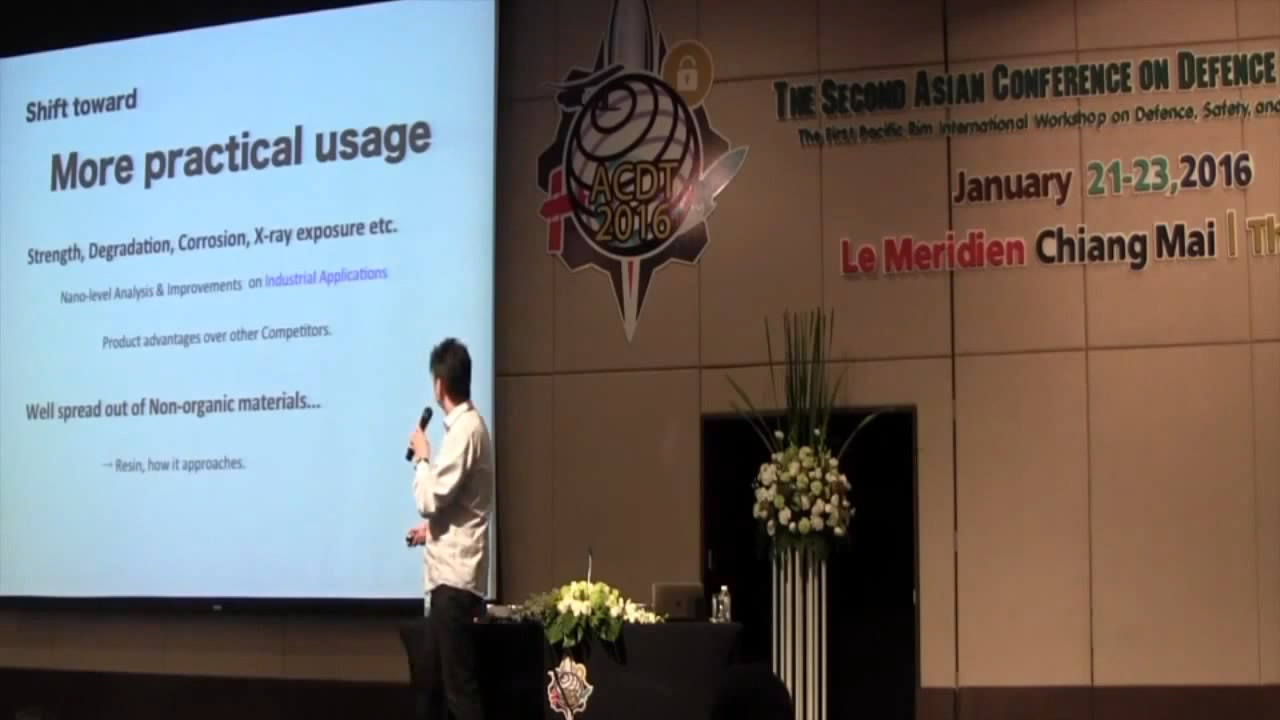 Shift toward
More practical usage
Strength, Degradation, Corrosion, X-ray exposure etc.
Nano-level Analysis & Improvements on Industrial Applications
Product advantages over other Competitors.
Well spread out of Non-organic materials...
→ Resin, how it approaches.
ACDT
2016
The Second Asian Conference on Defence
The First Pacific Rim International Workshop on Defence, Safety, and
January 21-23,2016
Le Meridien Chiang Mai | Th